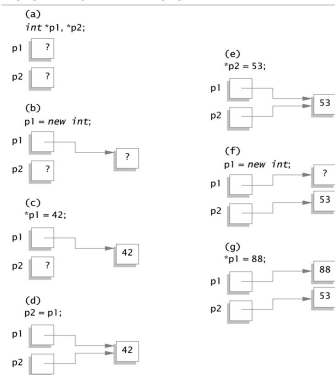 (a)
int *p1, *p2;
p1 ?
p2 ?
(b)
p1 = new int;
p1
?
p2 ?
(c)
*p1 = 42;
p1
42
p2 ?
(d)
p2 = p1;
p1
42
p2
(e)
*p2 = 53;
p1
53
p2
(f)
p1 = new int;
?
p1
53
p2
(g)
*p1 = 88;
p1 88
53
p2